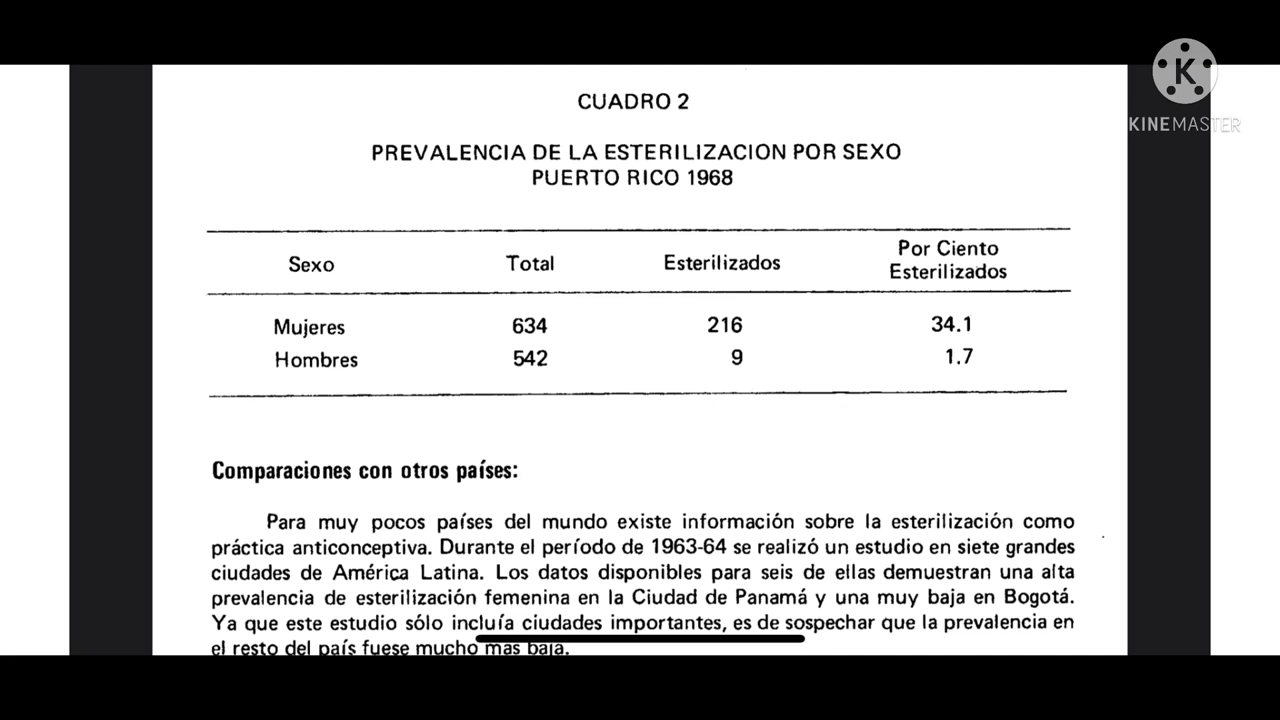 K
KINEMASTER
CUADRO 2
PREVALENCIA DE LA ESTERILIZACION POR SEXO
PUERTO RICO 1968
Sexo Total Esterilizados Por Ciento
Esterilizados
Mujeres 634 216 34.1
Hombres 542 9 1.7
Comparaciones con otros países:
Para muy pocos países del mundo existe información sobre la esterilización como
práctica anticonceptiva. Durante el período de 1963-64 se realizó un estudio en siete grandes
ciudades de América Latina. Los datos disponibles para seis de ellas demuestran una alta
prevalencia de esterilización femenina en la Ciudad de Panamá y una muy baja en Bogotá.
Ya que este estudio sólo incluía ciudades importantes, es de sospechar que la prevalencia en
el resto del país fuese mucho mas baja.